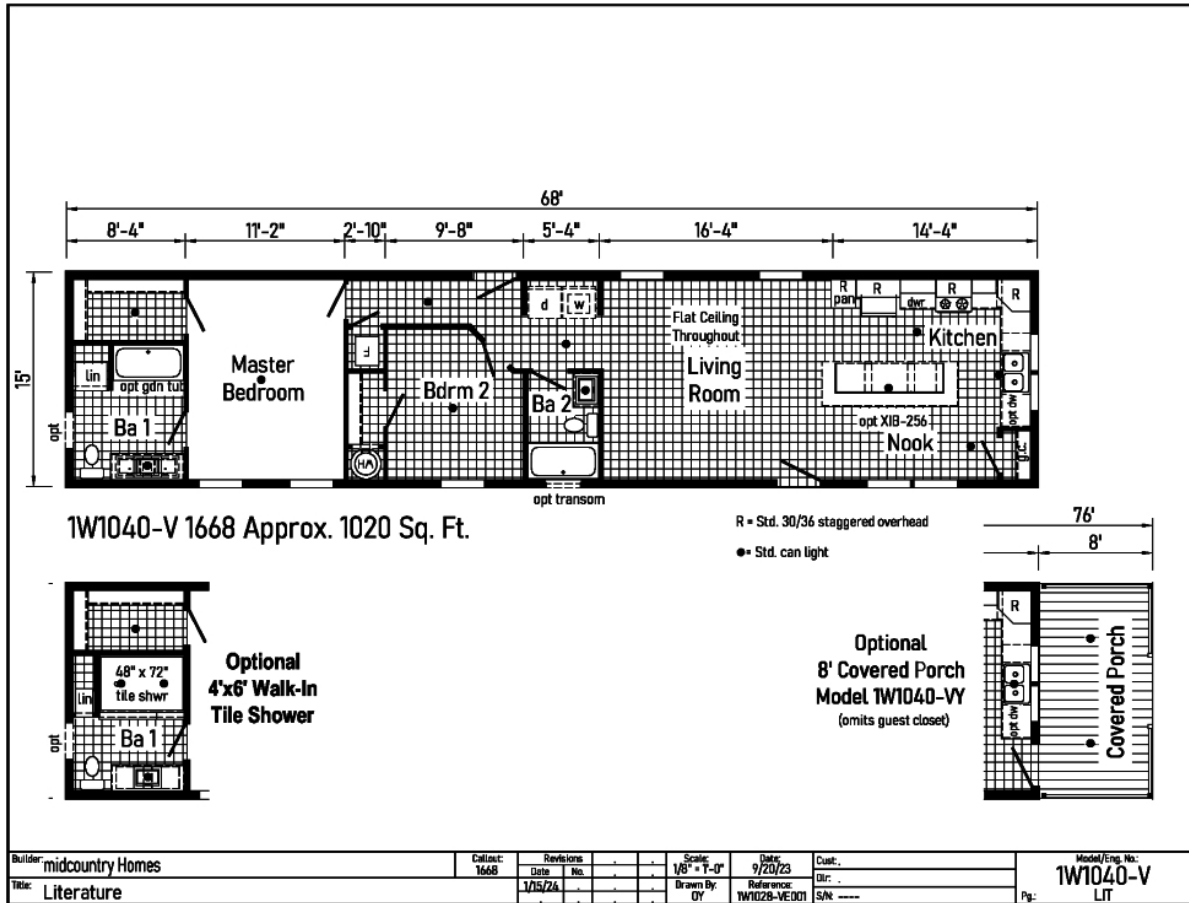 68'
8'-4" 11'-2" 2'-10" 9'-8" 5'-4" 16'-4" 14'-4"
15'
lin
opt gdn tub
opt
Ba 1
Master
Bedroom
F
HW
Bdrm 2
d w
Ba 2
opt transom
Flat Ceiling
Throughout
Living
Room
R
pan
R
dwr
R
R
Kitchen
opt dw
opt XIB-256
Nook
g.c.
1W1040-V 1668 Approx. 1020 Sq. Ft.
R = Std. 30/36 staggered overhead
●= Std. can light
76'
8'
48" x 72"
tile shwr
lin
opt
Ba 1
Optional
4'x6' Walk-In
Tile Shower
Optional
8' Covered Porch
Model 1W1040-VY
(omits guest closet)
R
opt dw
Covered Porch
Builder: midcountry Homes
Title: Literature
Callout:
1668
Revisions
Date No.
1/15/24
Scale:
1/8" = 1'-0"
Drawn By:
OY
Date:
9/20/23
Reference:
1W1028-VE001
Cust: .
Dlr: .
S/N: ----
Model/Eng. No.:
1W1040-V
Pg.: LIT